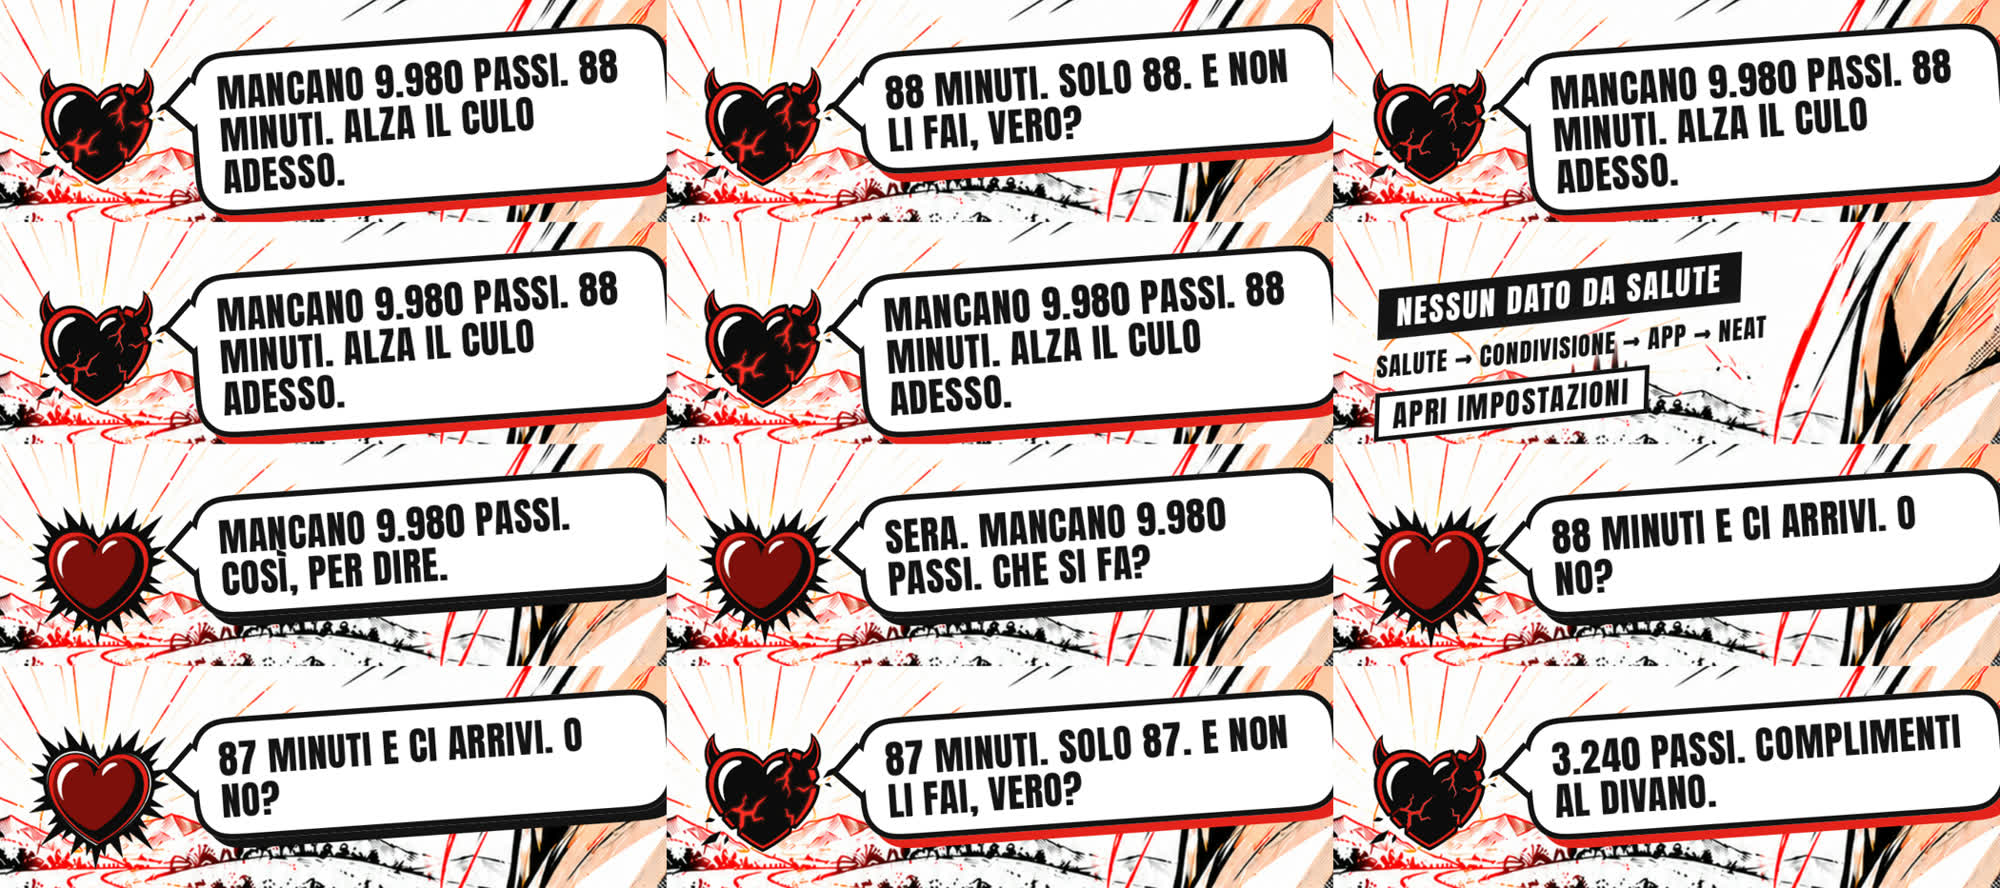 MANCANO 9.980 PASSI. 88
MINUTI. ALZA IL CULO
ADESSO.
88 MINUTI. SOLO 88. E NON
LI FAI, VERO?
MANCANO 9.980 PASSI. 88
MINUTI. ALZA IL CULO
ADESSO.
MANCANO 9.980 PASSI. 88
MINUTI. ALZA IL CULO
ADESSO.
MANCANO 9.980 PASSI. 88
MINUTI. ALZA IL CULO
ADESSO.
NESSUN DATO DA SALUTE
SALUTE → CONDIVISIONE → APP → NEAT
APRI IMPOSTAZIONI
MANCANO 9.980 PASSI.
COSÌ, PER DIRE.
SERA. MANCANO 9.980
PASSI. CHE SI FA?
88 MINUTI E CI ARRIVI. O
NO?
87 MINUTI E CI ARRIVI. O
NO?
87 MINUTI. SOLO 87. E NON
LI FAI, VERO?
3.240 PASSI. COMPLIMENTI
AL DIVANO.